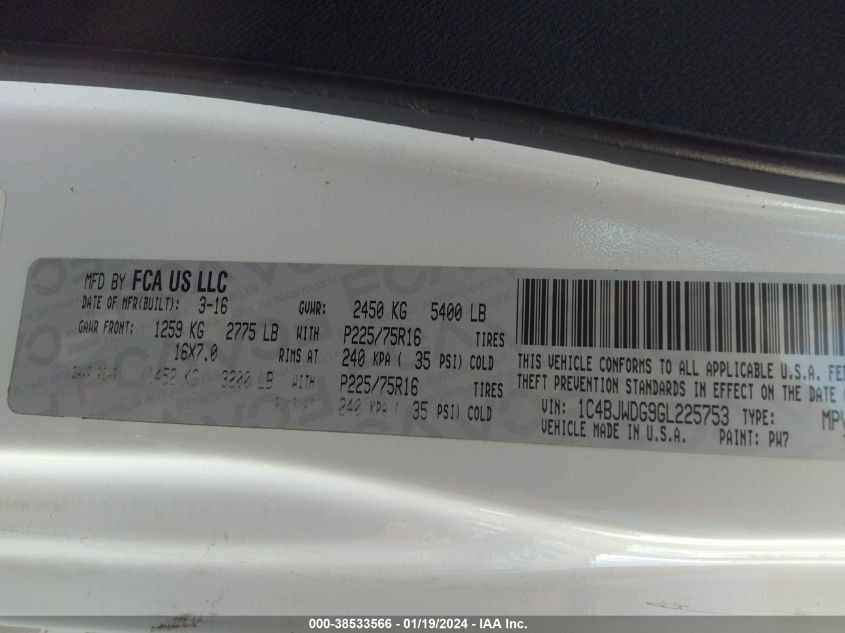 MFD BY FCA US LLC
DATE OF MFR(BUILT): 3-16 GVWR: 2450 KG 5400 LB
GAWR FRONT: 1259 KG 2775 LB WITH P225/75R16 TIRES
16X7.0 RIMS AT 240 KPA ( 35 PSI) COLD
1452 KG 3200 LB WITH P225/75R16 TIRES
240 KPA ( 35 PSI) COLD
THIS VEHICLE CONFORMS TO ALL APPLICABLE U.S.A. FED
THEFT PREVENTION STANDARDS IN EFFECT ON THE DATE
VIN: 1C4BJWDG9GL225753 TYPE: MPV
VEHICLE MADE IN U.S.A. PAINT: PW7
000-38533566 - 01/19/2024 - IAA Inc.